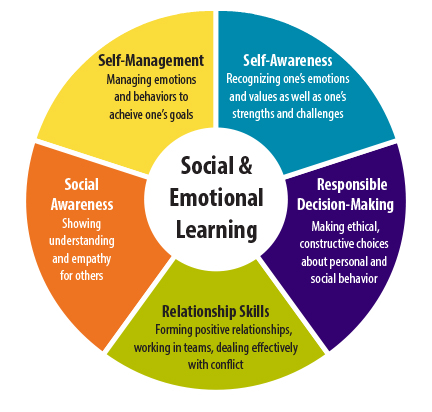 Self-Management
Managing emotions
and behaviors to
acheive one's goals
Self-Awareness
Recognizing one's emotions
and values as well as one's
strengths and challenges
Social &
Emotional
Learning
Social
Awareness
Showing
understanding
and empathy
for others
Responsible
Decision-Making
Making ethical,
constructive choices
about personal and
social behavior
Relationship Skills
Forming positive relationships,
working in teams, dealing effectively
with conflict